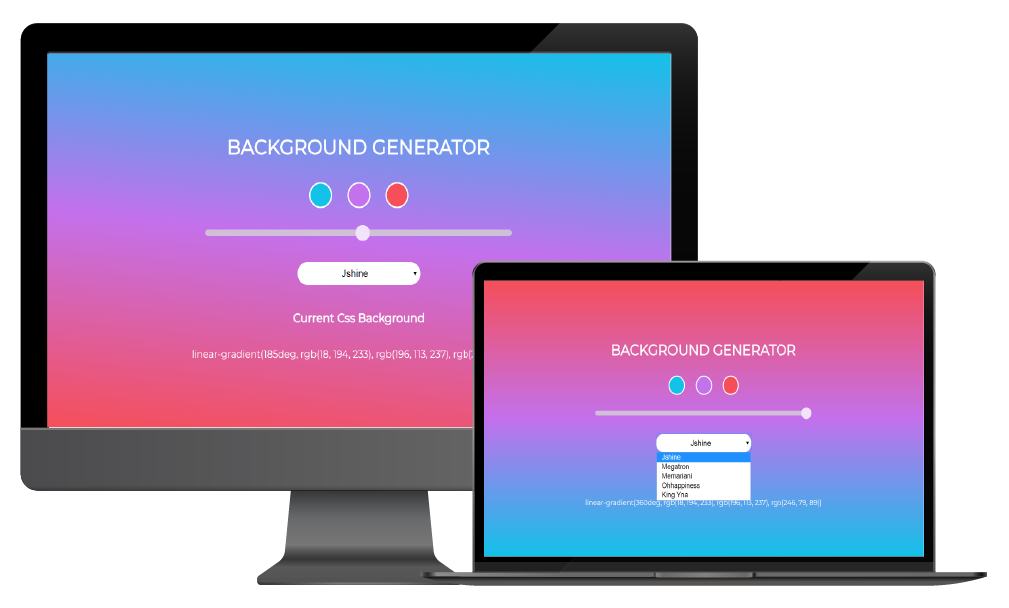 BACKGROUND GENERATOR
Jshine
Current Css Background
linear-gradient(185deg, rgb(18, 194, 233), rgb(196, 113, 237), rgb(
BACKGROUND GENERATOR
Jshine
Jshine
Megatron
Memariani
Ohhappiness
King Yna
linear-gradient(360deg, rgb(18, 194, 233), rgb(196, 113, 237), rgb(246, 79, 89))